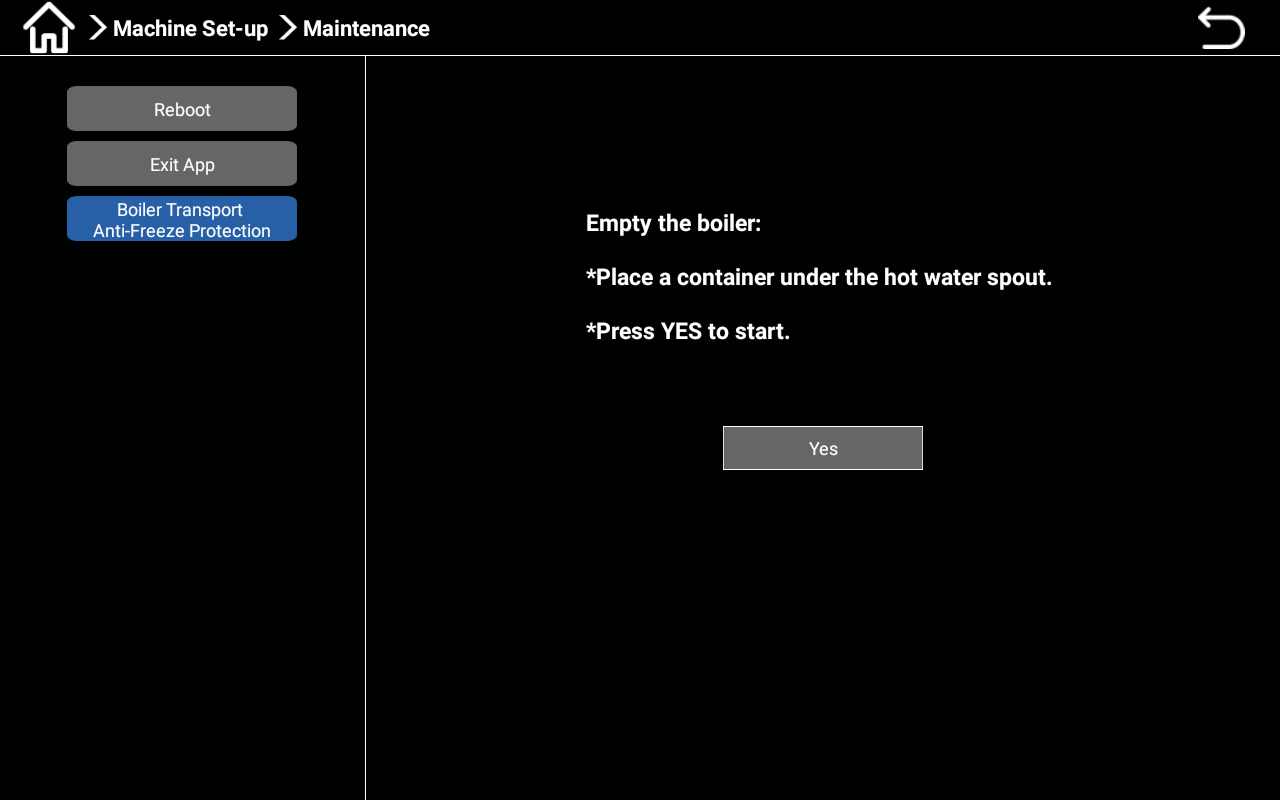 Machine Set-up Maintenance
Reboot
Exit App
Boiler Transport
Anti-Freeze Protection
Empty the boiler:
*Place a container under the hot water spout.
*Press YES to start.
Yes